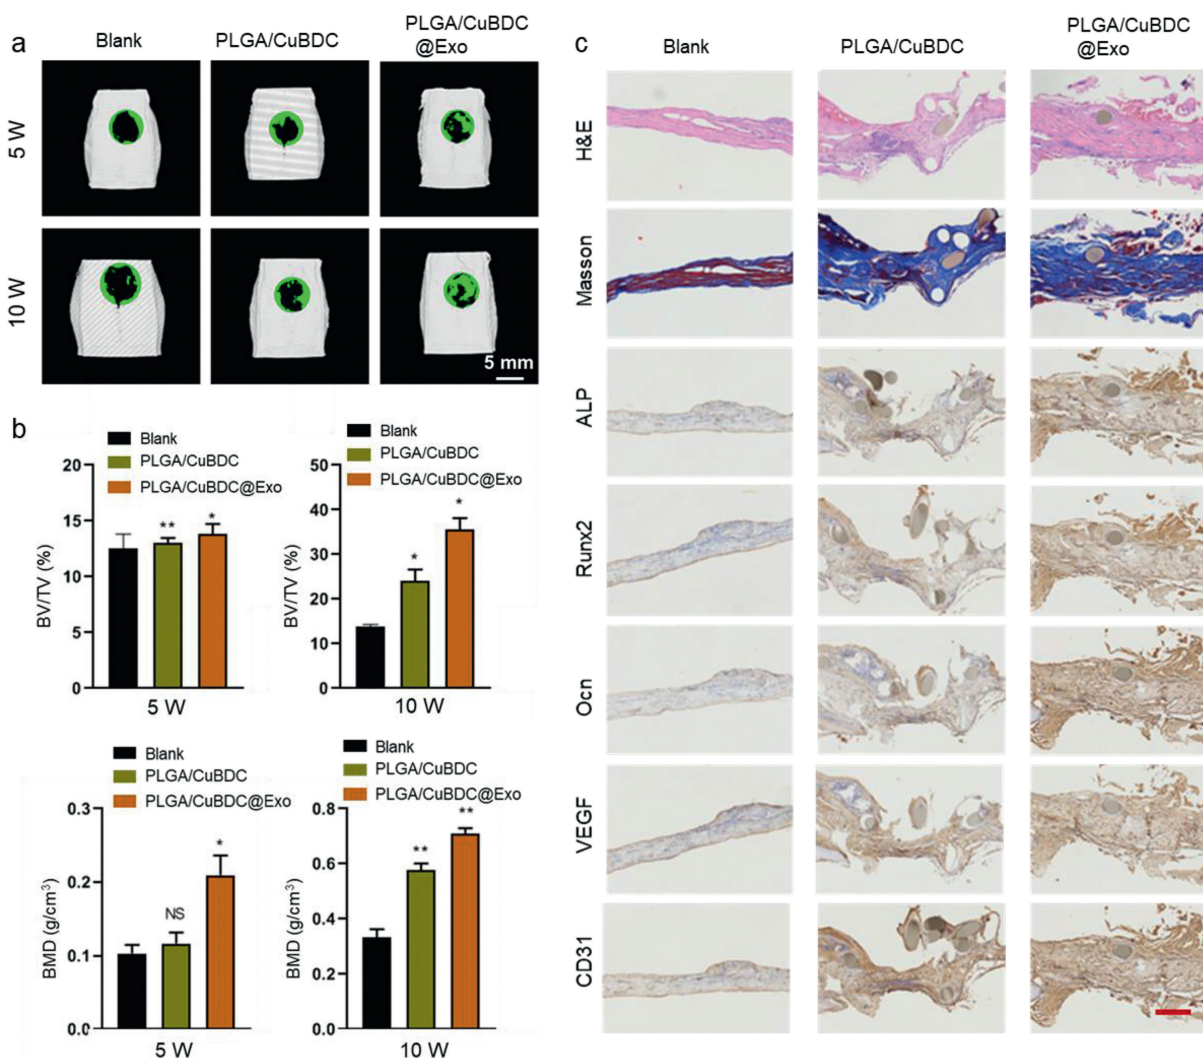 a
Blank
PLGA/CuBDC
PLGA/CuBDC
@Exo
5 W
10 W
5 mm
b
Blank
PLGA/CuBDC
PLGA/CuBDC@Exo
BV/TV (%)
20
15
10
5
0
**
*
5 W
Blank
PLGA/CuBDC
PLGA/CuBDC@Exo
BV/TV (%)
50
40
30
20
10
0
*
*
10 W
Blank
PLGA/CuBDC
PLGA/CuBDC@Exo
BMD (g/cm³)
0.3
0.2
0.1
0.0
NS
*
5 W
Blank
PLGA/CuBDC
PLGA/CuBDC@Exo
BMD (g/cm³)
0.8
0.6
0.4
0.2
0.0
**
**
10 W
c
Blank
PLGA/CuBDC
PLGA/CuBDC
@Exo
H&E
Masson
ALP
Runx2
Ocn
VEGF
CD31